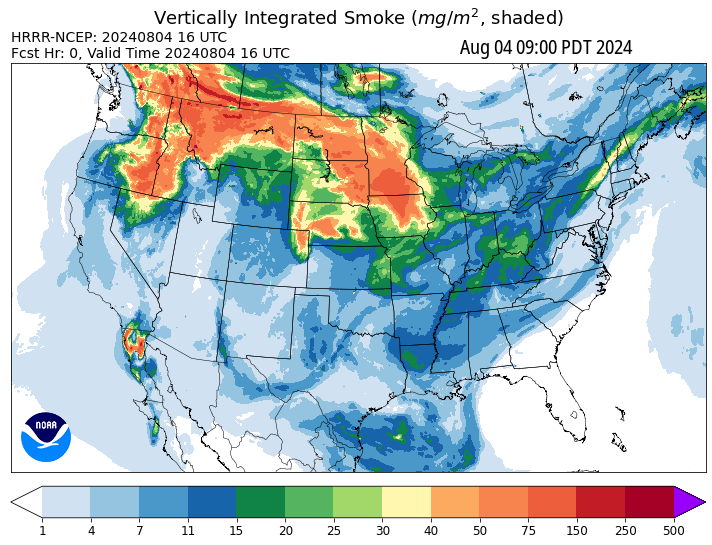 Vertically Integrated Smoke (mg/m², shaded)
HRRR-NCEP: 20240804 16 UTC
Fcst Hr: 0, Valid Time 20240804 16 UTC
Aug 04 09:00 PDT 2024
NOAA
1 4 7 11 15 20 25 30 40 50 75 150 250 500